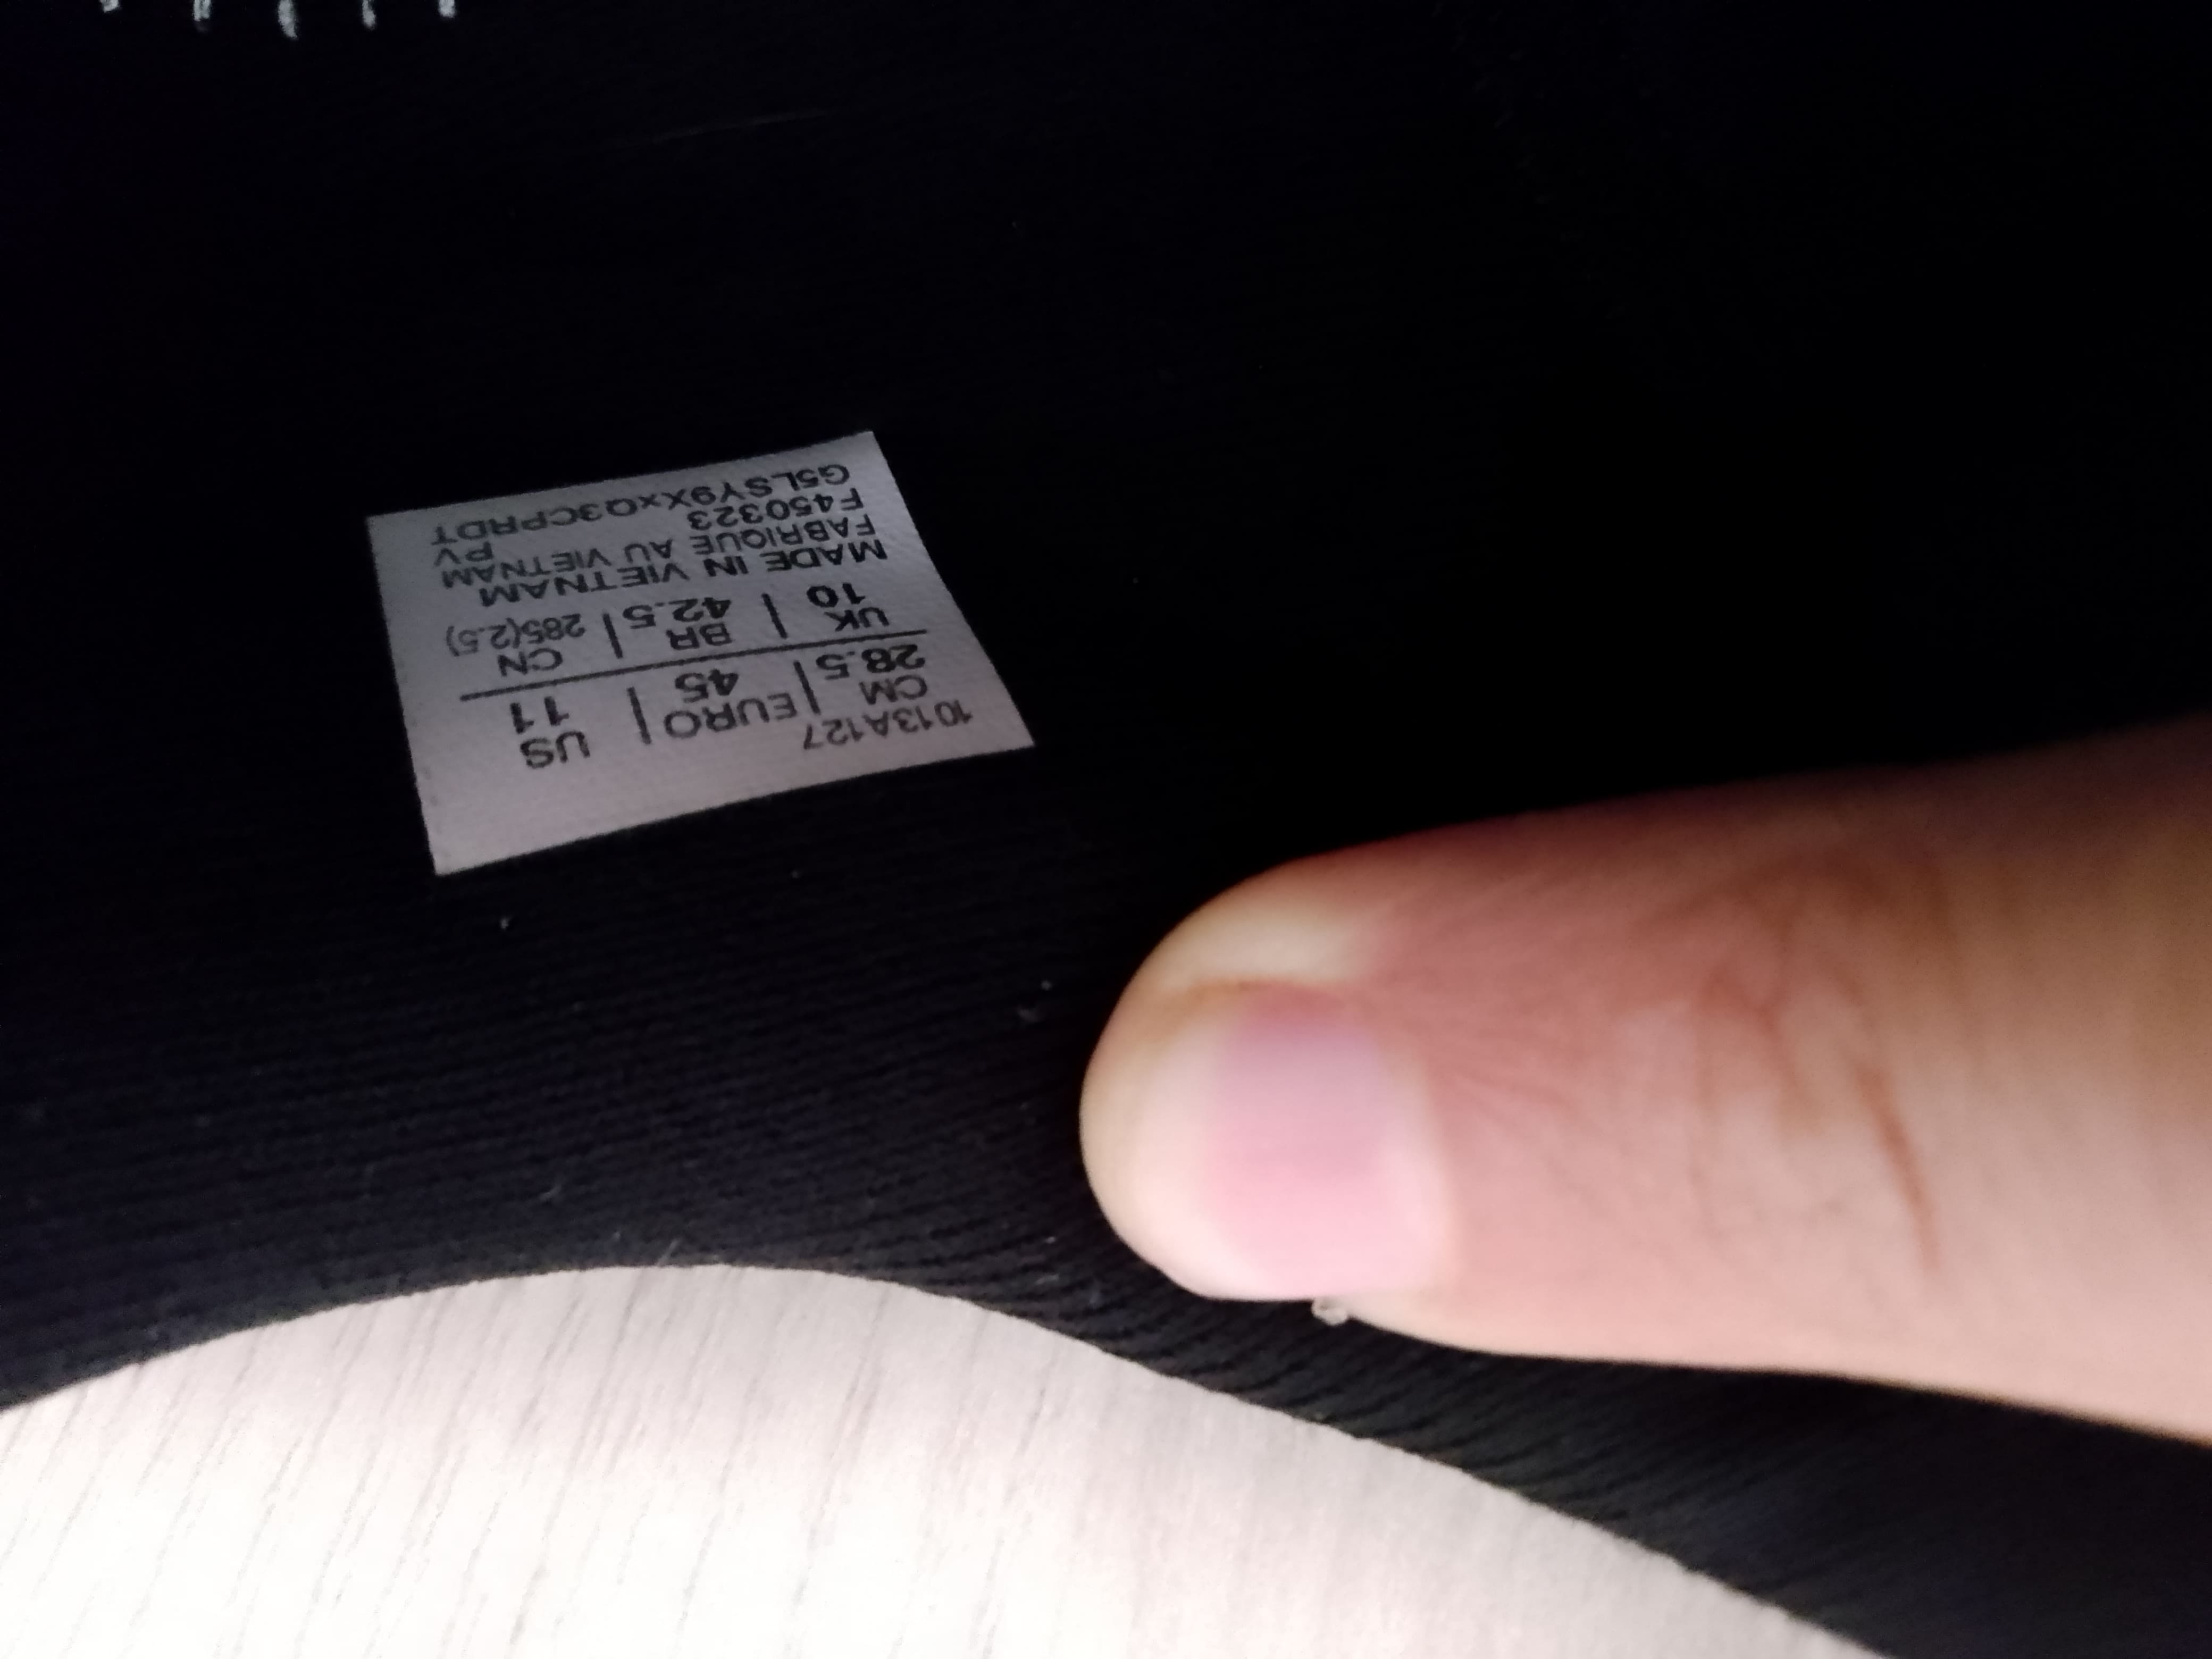 1013A127
CM | EURO | US
28.5 | 45 | 11
UK | BR | CN
10 | 42.5 | 285(2.5)
MADE IN VIETNAM
FABRIQUE AU VIETNAM
F450323 PV
G5LSY9XxQ3CPRDT